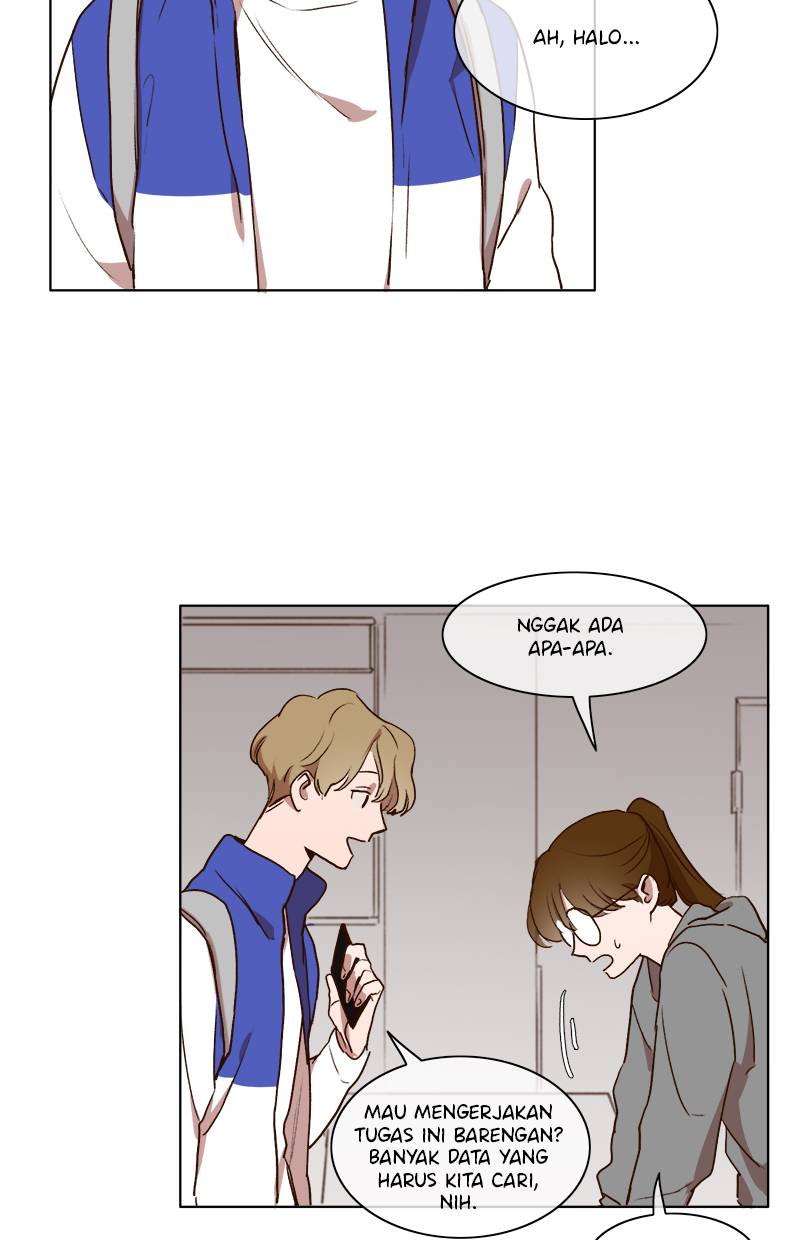 AH, HALO...
NGGAK ADA
APA-APA.
MAU MENGERJAKAN
TUGAS INI BARENGAN?
BANYAK DATA YANG
HARUS KITA CARI,
NIH.